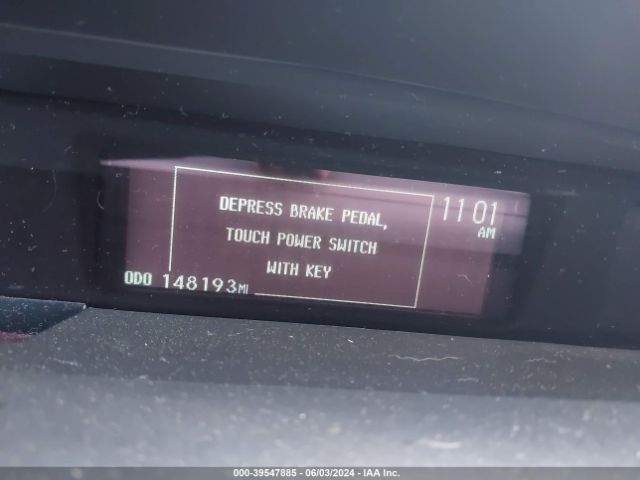 DEPRESS BRAKE PEDAL,
TOUCH POWER SWITCH
WITH KEY
11 01
AM
ODO 148193MI
000-39547885 - 06/03/2024 - IAA Inc.